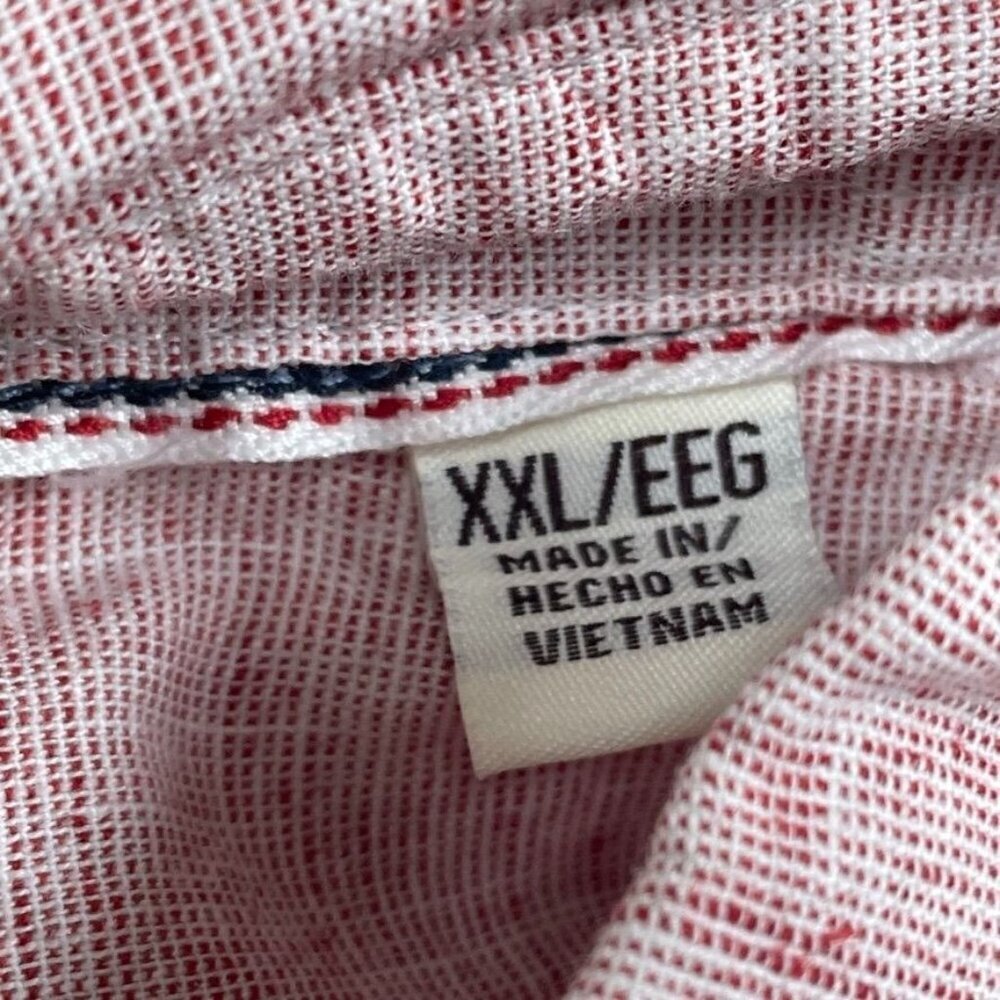 XXL/EEG
MADE IN/
HECHO EN
VIETNAM